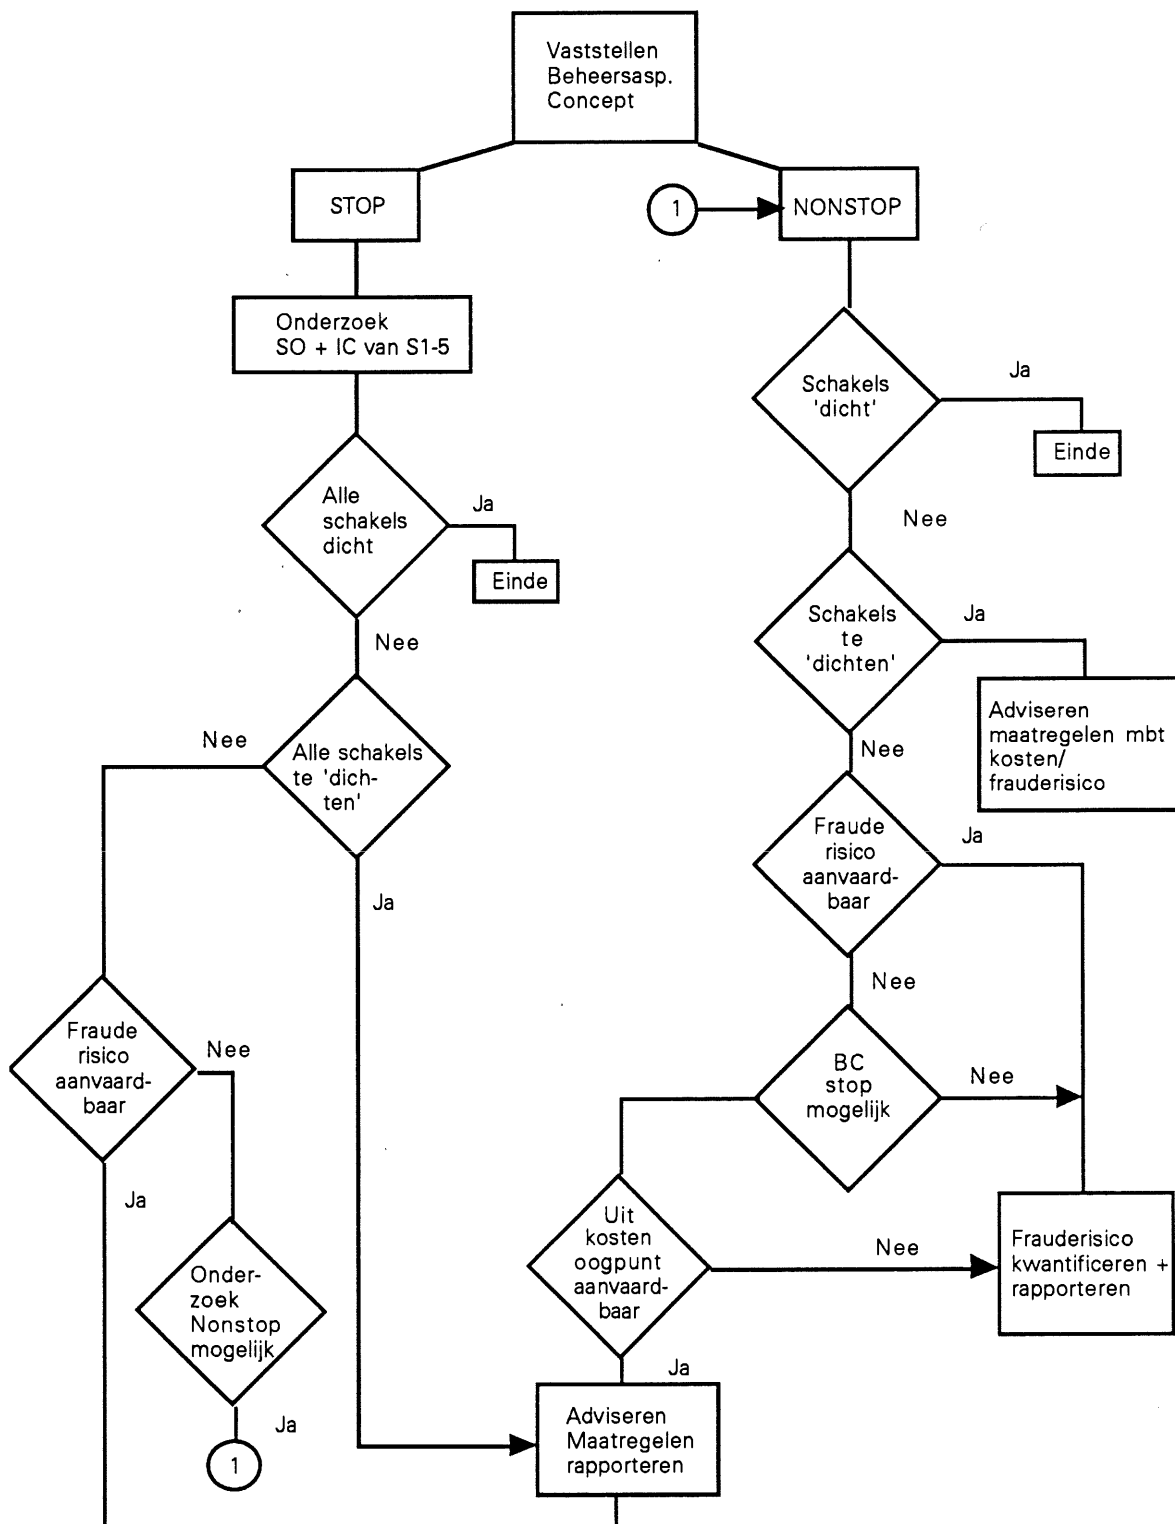 Vaststellen
Beheersasp.
Concept
STOP
1
NONSTOP
Onderzoek
SO + IC van S1-5
Schakels
'dicht'
Ja
Einde
Nee
Alle
schakels
dicht
Ja
Einde
Nee
Schakels
te
'dichten'
Ja
Adviseren
maatregelen mbt
kosten/
frauderisico
Nee
Nee
Alle schakels
te 'dich-
ten'
Ja
Fraude
risico
aanvaard-
baar
Ja
Nee
Fraude
risico
aanvaard-
baar
Nee
Ja
BC
stop
mogelijk
Nee
Uit
kosten
oogpunt
aanvaard-
baar
Nee
Frauderisico
kwantificeren +
rapporteren
Onder-
zoek
Nonstop
mogelijk
Ja
1
Ja
Adviseren
Maatregelen
rapporteren